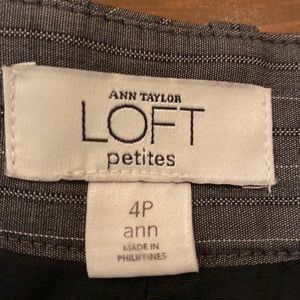 ANN TAYLOR
LOFT
petites
4P
ann
MADE IN
PHILIPPINES